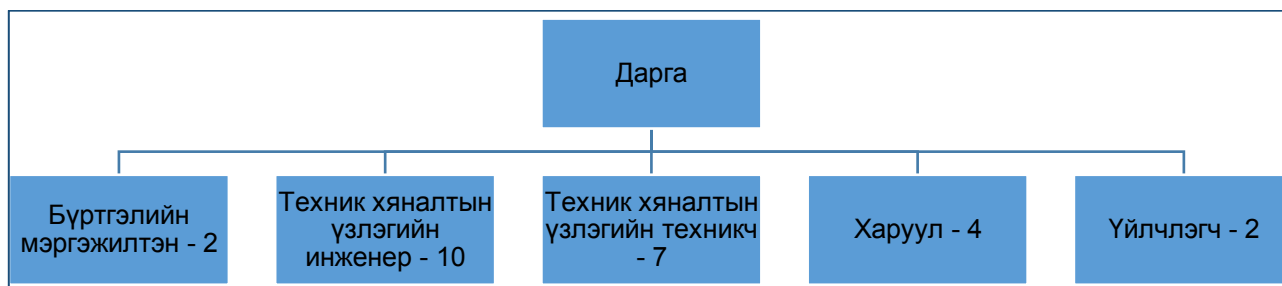 Дарга
Бүртгэлийн
мэргэжилтэн - 2
Техник хяналтын
үзлэгийн
инженер - 10
Техник хяналтын
үзлэгийн техникч
- 7
Харуул - 4
Үйлчлэгч - 2